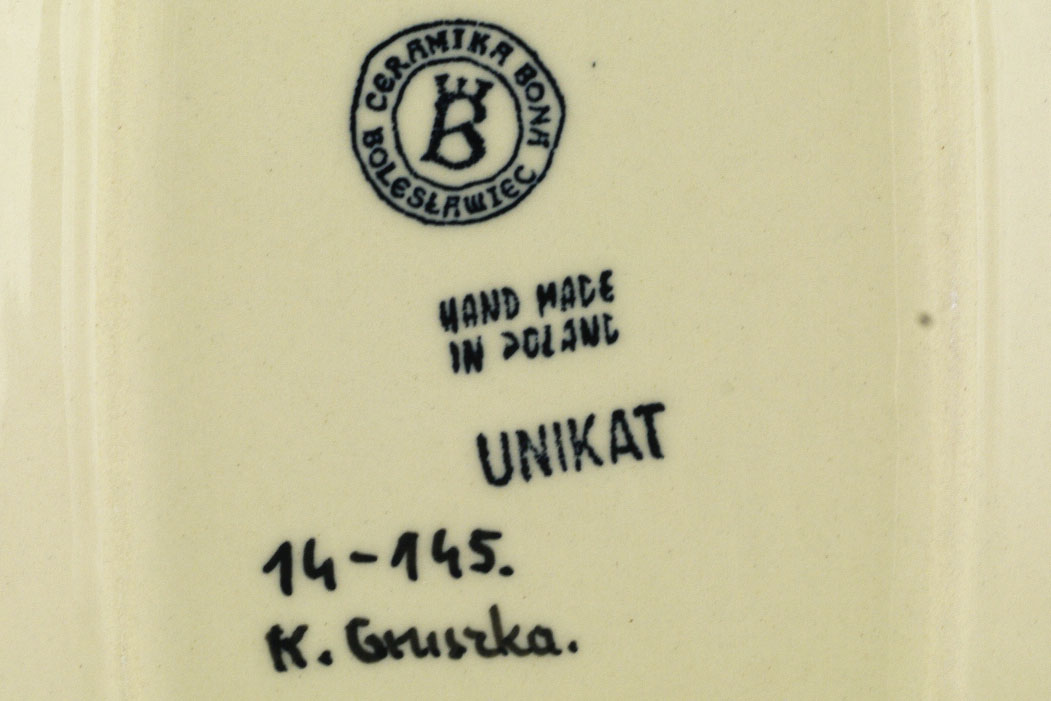 CERAMIKA BONA
BOLESŁAWIEC
B
HAND MADE
IN POLAND
UNIKAT
14-145.
K. Gruszka.